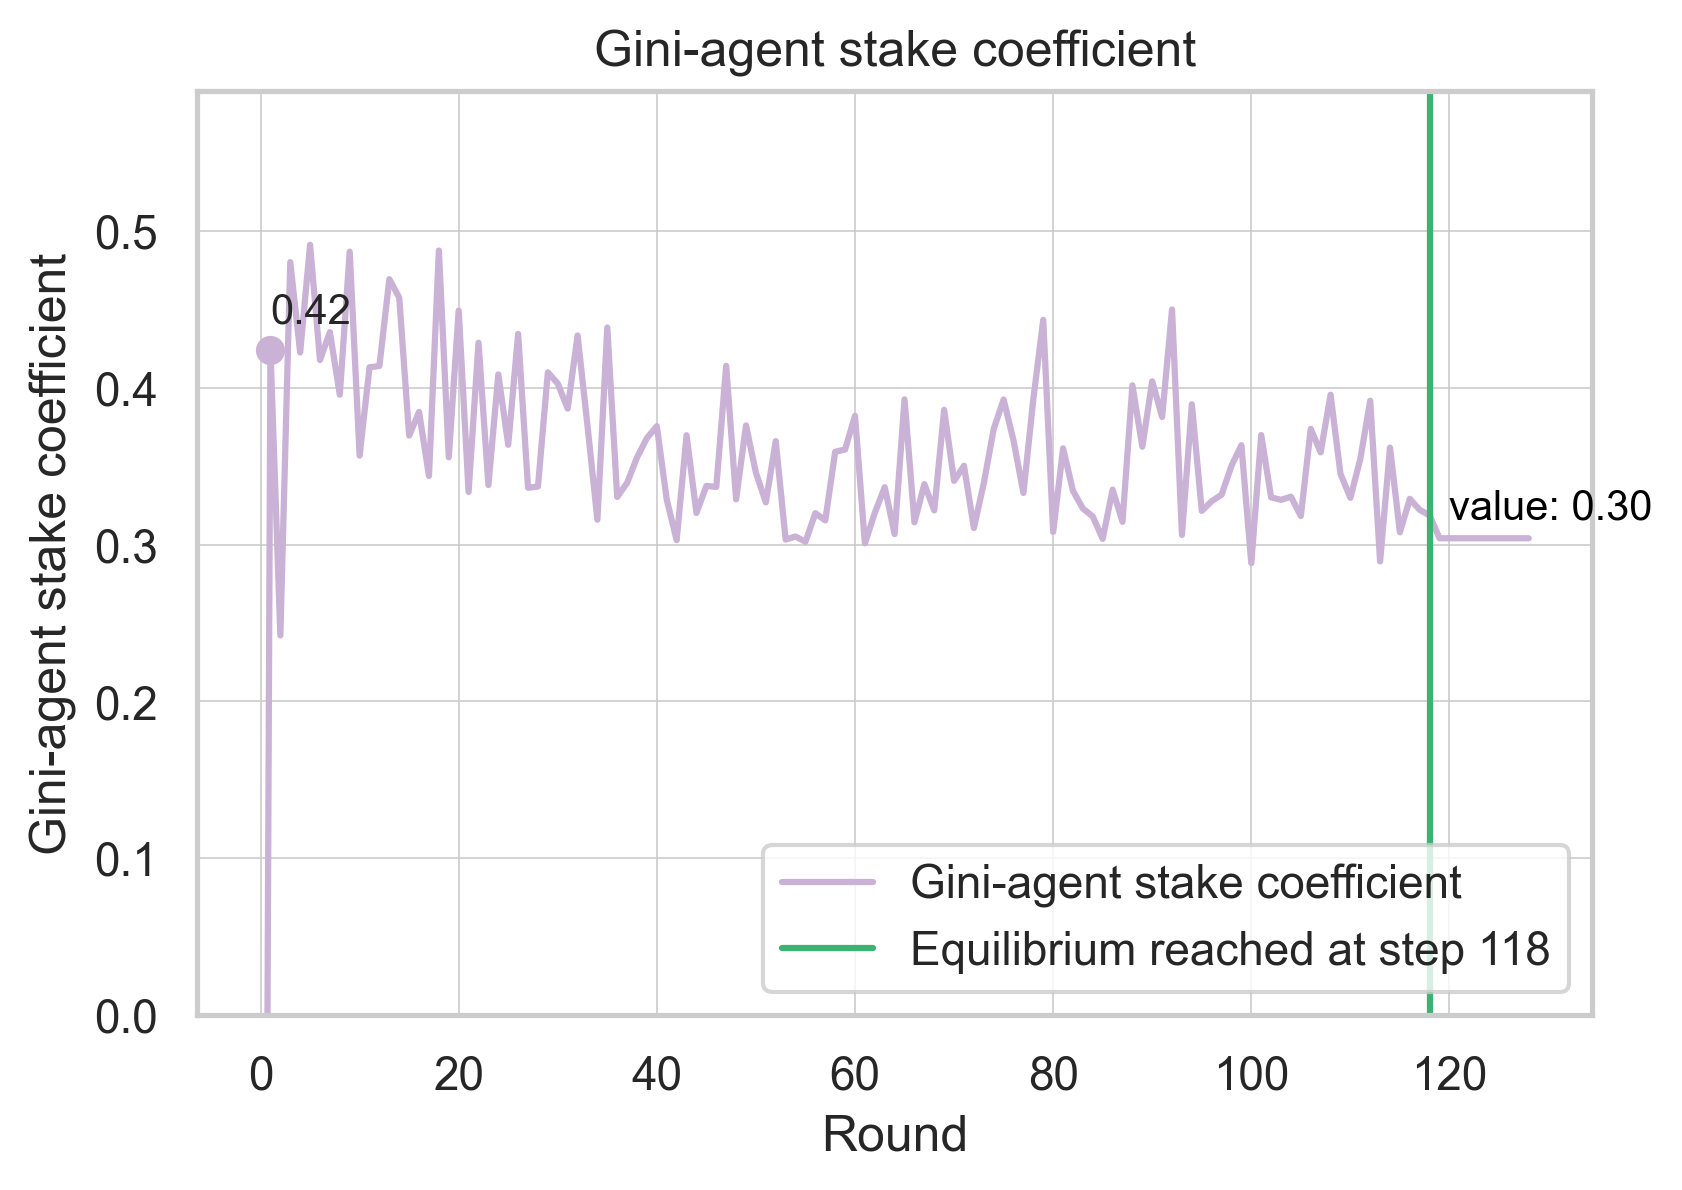 Gini-agent stake coefficient
Gini-agent stake coefficient
0.5
0.4
0.3
0.2
0.1
0.0
0.42
value: 0.30
Gini-agent stake coefficient
Equilibrium reached at step 118
0 20 40 60 80 100 120
Round